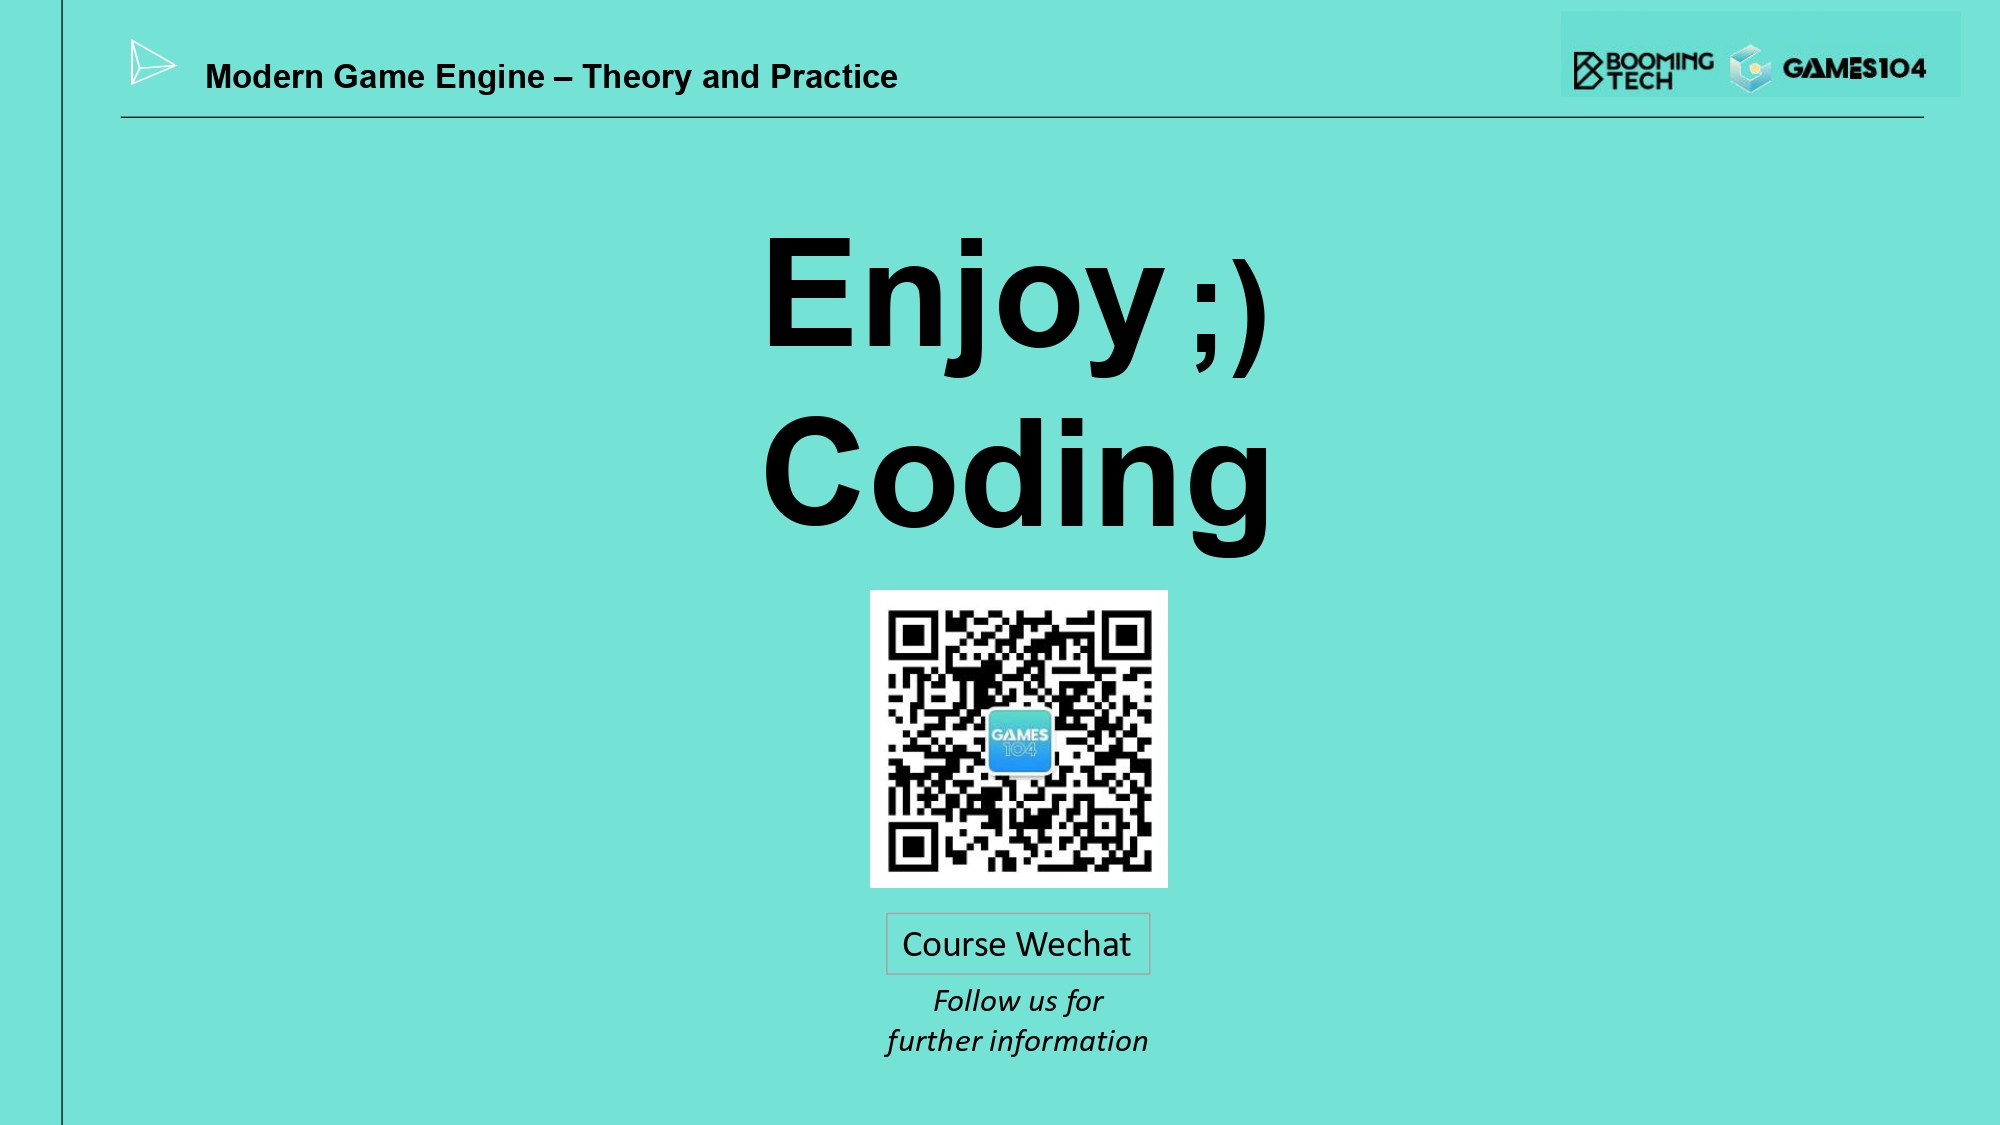 Modern Game Engine – Theory and Practice
BOOMING
TECH
GAMES104
Enjoy ;)
Coding
GAMES
104
Course Wechat
Follow us for
further information